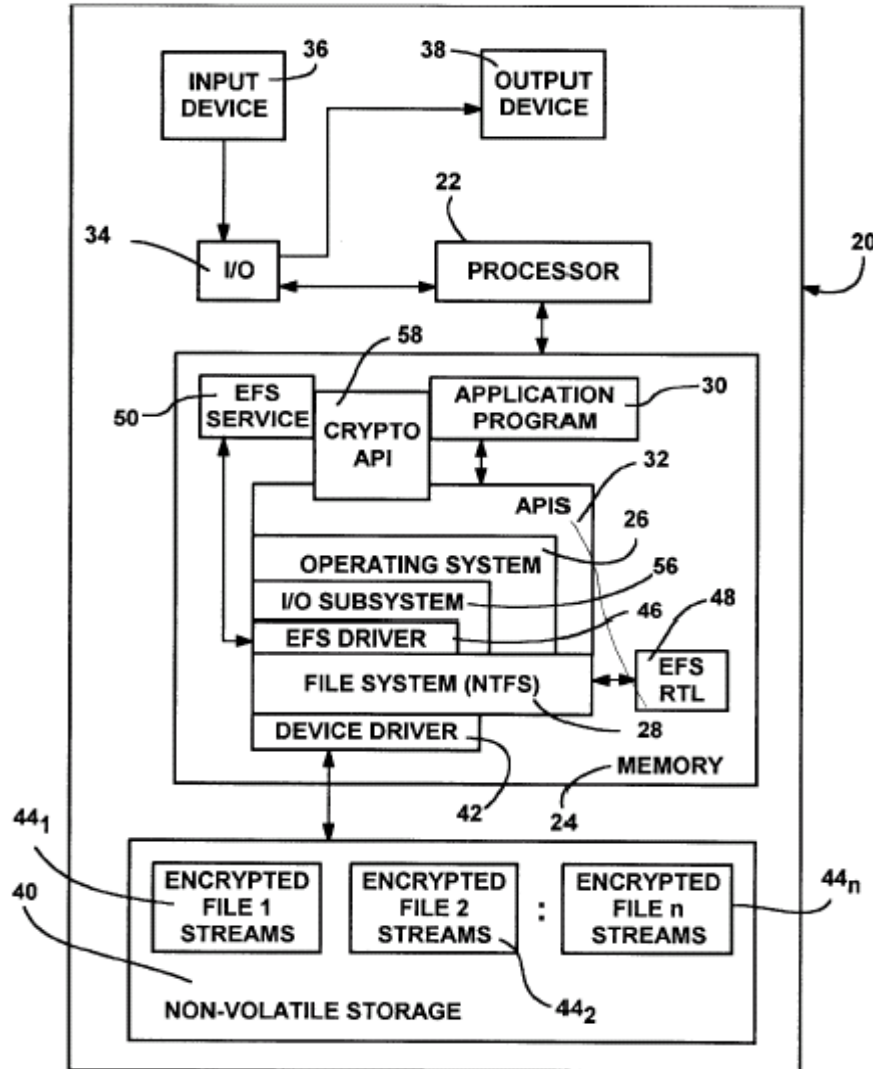 36
38
INPUT
DEVICE
OUTPUT
DEVICE
22
34
I/O
PROCESSOR
20
58
50
EFS
SERVICE
CRYPTO
API
APPLICATION
PROGRAM
30
32
APIS
26
OPERATING SYSTEM
56
I/O SUBSYSTEM
46
48
EFS DRIVER
EFS
RTL
FILE SYSTEM (NTFS)
28
DEVICE DRIVER
42
MEMORY
24
44₁
40
ENCRYPTED
FILE 1
STREAMS
ENCRYPTED
FILE 2
STREAMS
:
ENCRYPTED
FILE n
STREAMS
44ₙ
44₂
NON-VOLATILE STORAGE